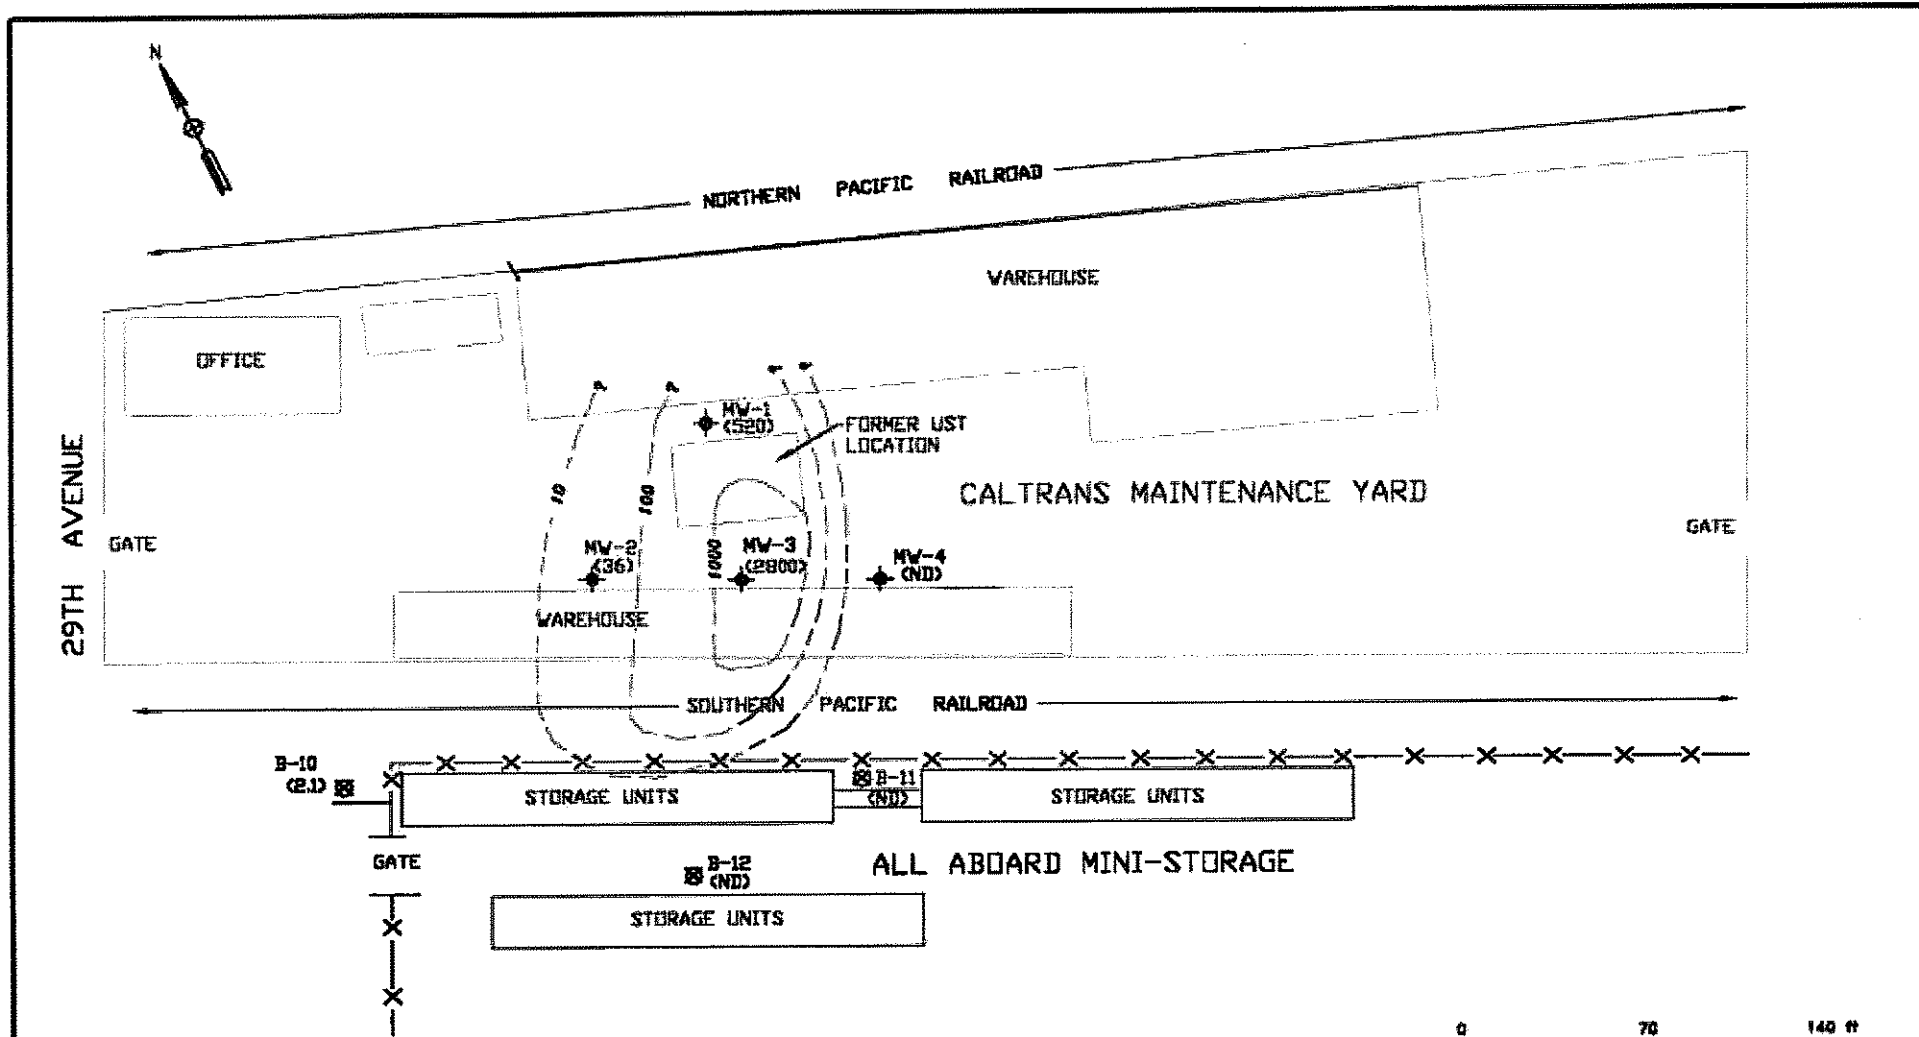 N
NORTHERN PACIFIC RAILROAD
WAREHOUSE
OFFICE
MW-1
(520)
FORMER UST
LOCATION
29TH AVENUE
10
100
CALTRANS MAINTENANCE YARD
GATE
GATE
MW-2
(36)
1000
MW-3
(2800)
MW-4
(ND)
WAREHOUSE
SOUTHERN PACIFIC RAILROAD
B-10
(2.1)
STORAGE UNITS
B-11
(ND)
STORAGE UNITS
GATE
B-12
(ND)
ALL ABOARD MINI-STORAGE
STORAGE UNITS
0 70 140 ft